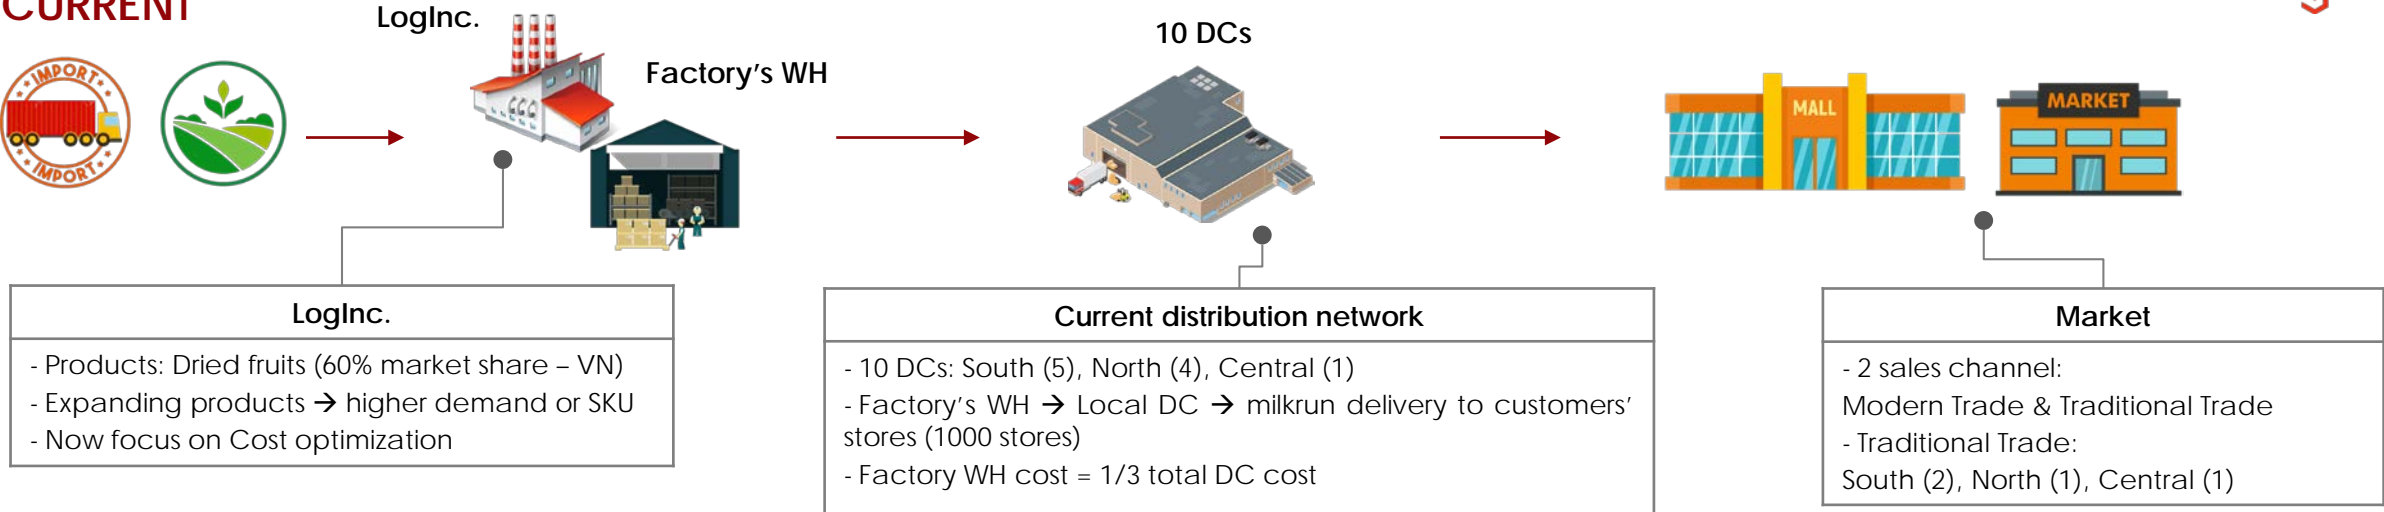 CURRENT
LogInc.
Factory's WH
10 DCs
IMPORT
IMPORT
MALL
MARKET
LogInc.
- Products: Dried fruits (60% market share – VN)
- Expanding products → higher demand or SKU
- Now focus on Cost optimization
Current distribution network
- 10 DCs: South (5), North (4), Central (1)
- Factory's WH → Local DC → milkrun delivery to customers'
stores (1000 stores)
- Factory WH cost = 1/3 total DC cost
Market
- 2 sales channel:
Modern Trade & Traditional Trade
- Traditional Trade:
South (2), North (1), Central (1)